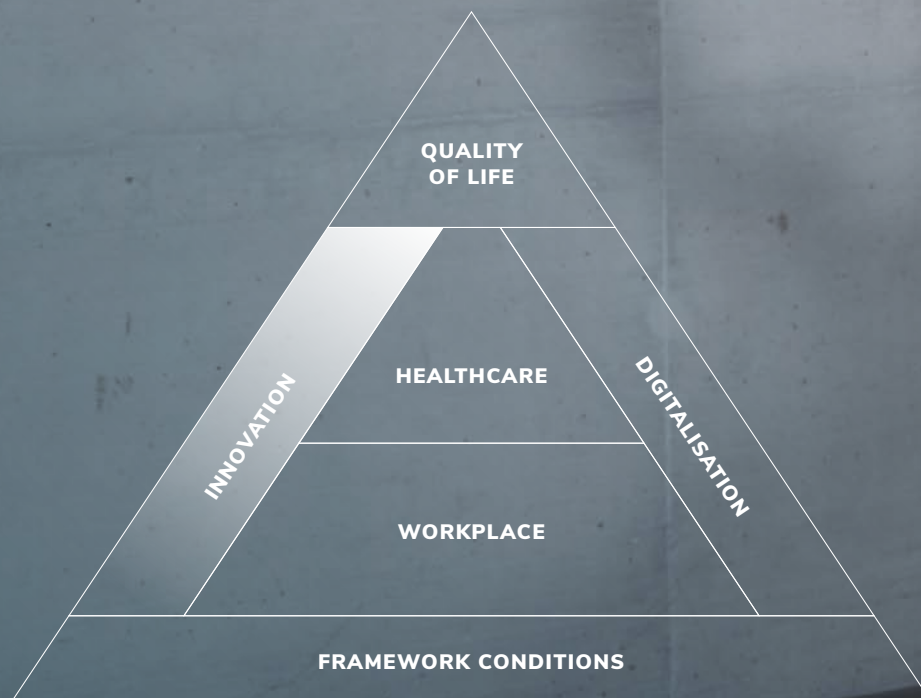 QUALITY
OF LIFE
HEALTHCARE
INNOVATION
DIGITALISATION
WORKPLACE
FRAMEWORK CONDITIONS